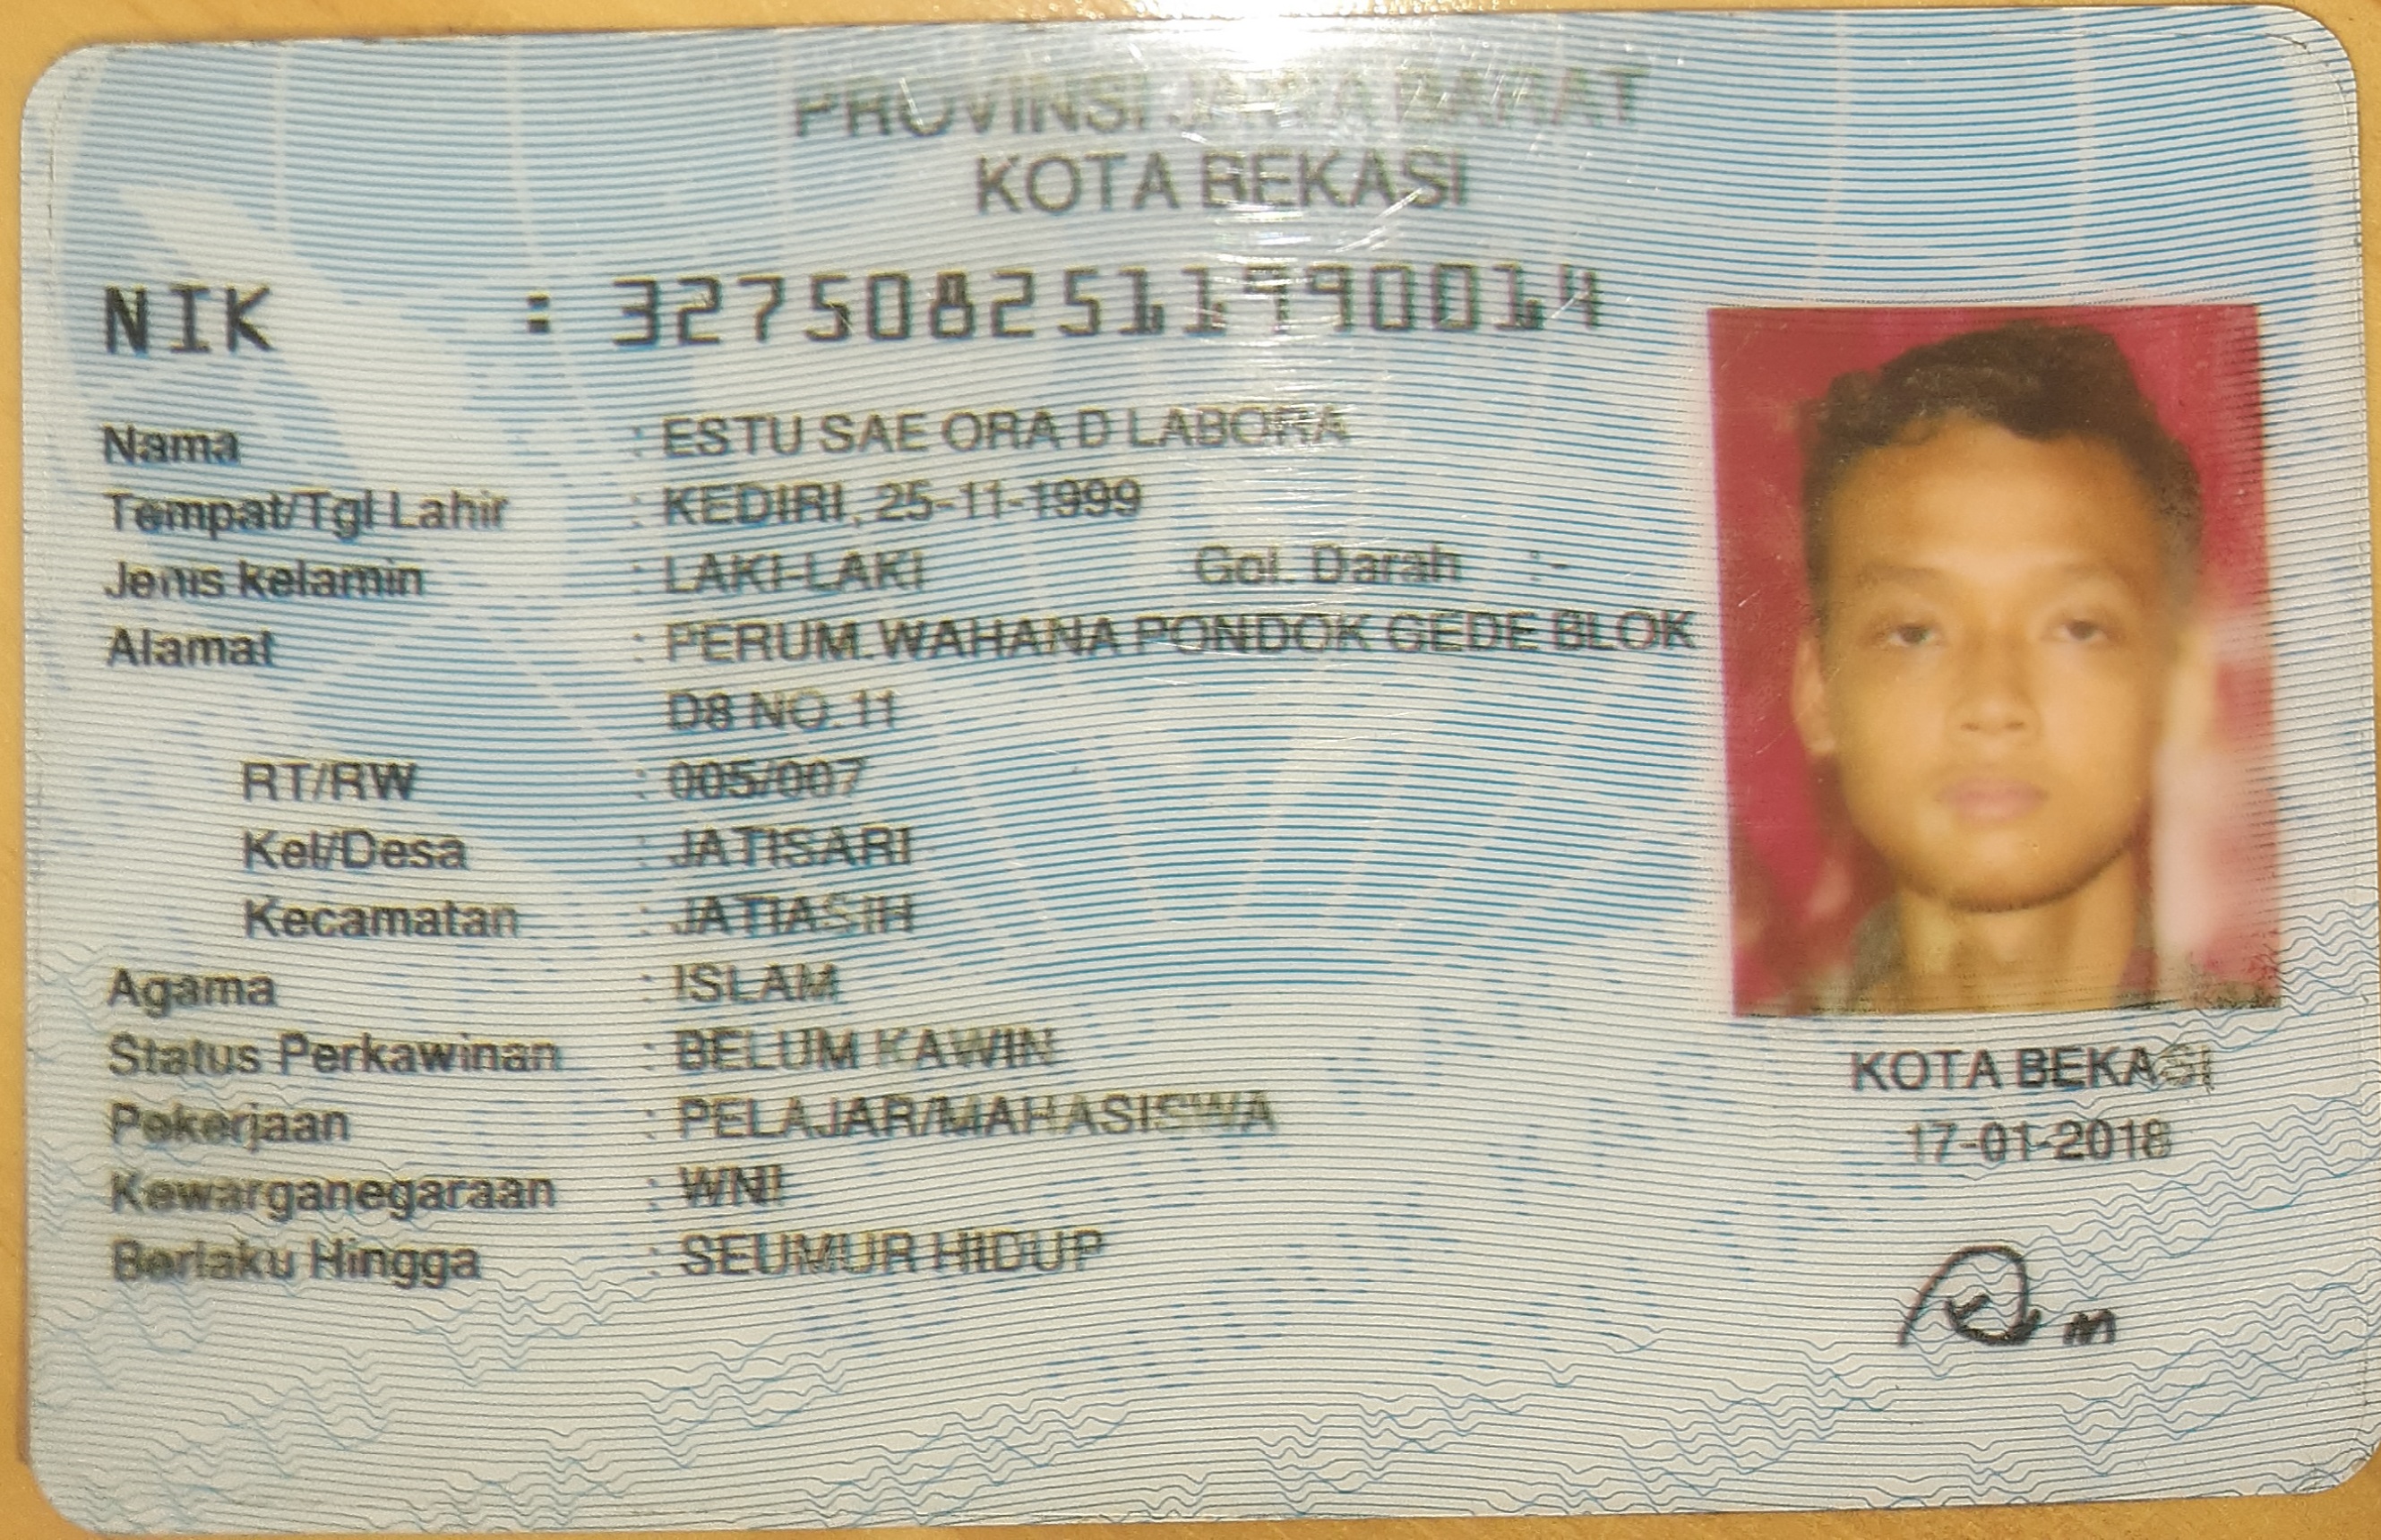 PROVINSI JAWA BARAT
KOTA BEKASI
NIK : 3275082511990014
Nama : ESTU SAE ORA D LABORA
Tempat/Tgl Lahir : KEDIRI, 25-11-1999
Jenis kelamin : LAKI-LAKI Gol. Darah : -
Alamat : PERUM.WAHANA PONDOK GEDE BLOK
D8 NO. 11
RT/RW : 005/007
Kel/Desa : JATISARI
Kecamatan : JATIASIH
Agama : ISLAM
Status Perkawinan : BELUM KAWIN
Pekerjaan : PELAJAR/MAHASISWA
Kewarganegaraan : WNI
Berlaku Hingga : SEUMUR HIDUP
KOTA BEKASI
17-01-2018